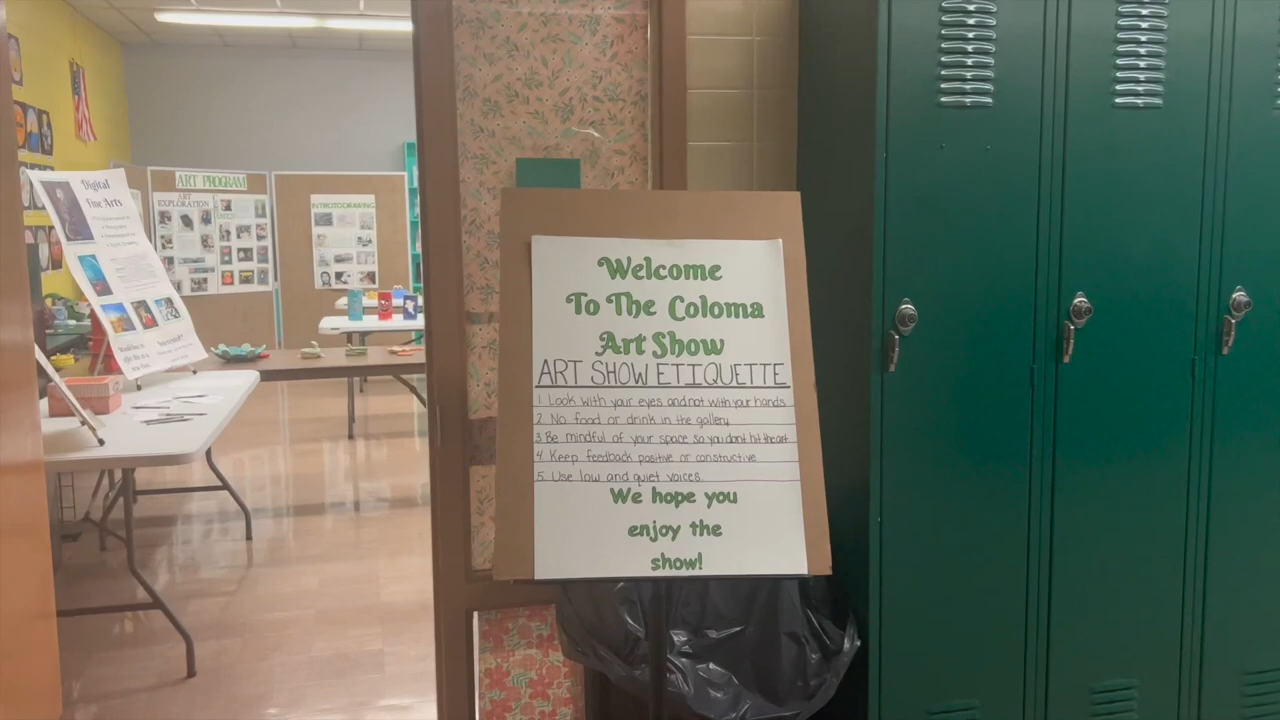 Digital
Fine Arts
ART PROGRAM
ART
EXPLORATION
INTRO TO DRAWING
Welcome
To The Coloma
Art Show
ART SHOW ETIQUETTE
1 Look with your eyes and not with your hands
2. No food or drink in the gallery
3 Be mindful of your space so you dont hit the art
4 Keep feedback positive or constructive
5. Use low and quiet voices.
We hope you
enjoy the
show!